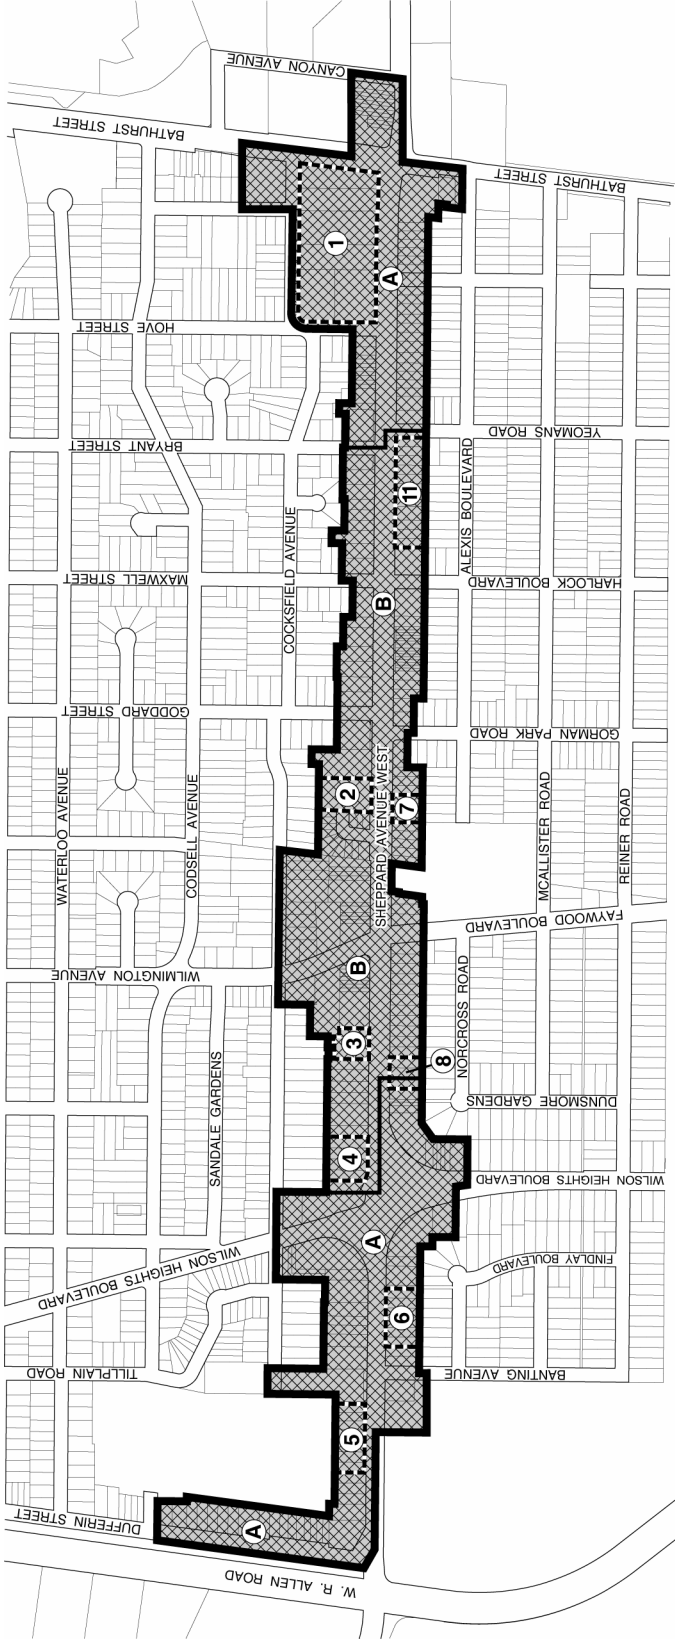 CANYON AVENUE
BATHURST STREET
BATHURST STREET
1
A
HOVE STREET
BRYANT STREET
YEOMANS ROAD
11
ALEXIS BOULEVARD
COCKSFIELD AVENUE
MAXWELL STREET
HARLOCK BOULEVARD
B
GODDARD STREET
GORMAN PARK ROAD
2
7
SHEPPARD AVENUE WEST
WATERLOO AVENUE
CODSELL AVENUE
MCALLISTER ROAD
REINER ROAD
FAYWOOD BOULEVARD
WILMINGTON AVENUE
B
NORCROSS ROAD
3
8
SANDALE GARDENS
DUNSMORE GARDENS
4
WILSON HEIGHTS BOULEVARD
A
WILSON HEIGHTS BOULEVARD
FINDLAY BOULEVARD
6
TILLPLAIN ROAD
BANTING AVENUE
5
DUFFERIN STREET
A
W. R. ALLEN ROAD